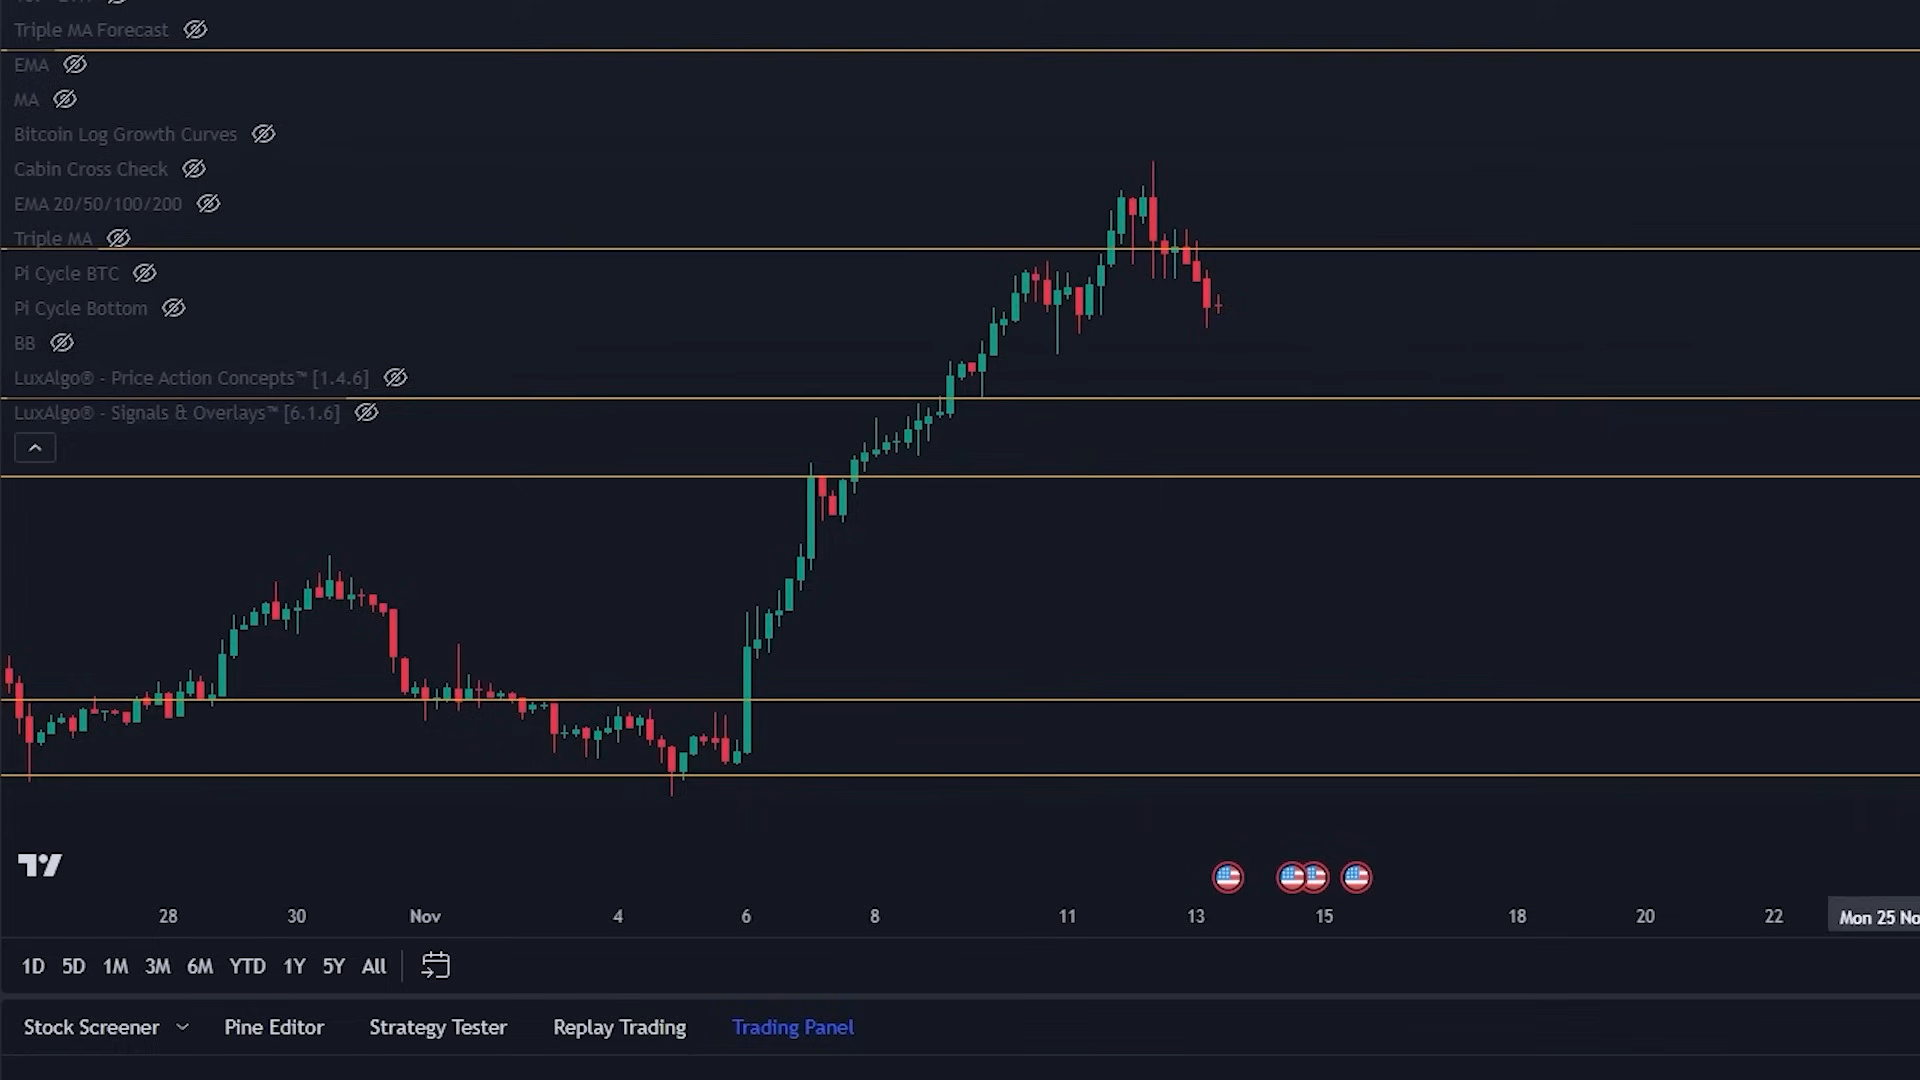 Triple MA Forecast
EMA
MA
Bitcoin Log Growth Curves
Cabin Cross Check
EMA 20/50/100/200
Triple MA
Pi Cycle BTC
Pi Cycle Bottom
BB
LuxAlgo® - Price Action Concepts™ [1.4.6]
LuxAlgo® - Signals & Overlays™ [6.1.6]
28 30 Nov 4 6 8 11 13 15 18 20 22 Mon 25 No
1D 5D 1M 3M 6M YTD 1Y 5Y All
Stock Screener Pine Editor Strategy Tester Replay Trading Trading Panel